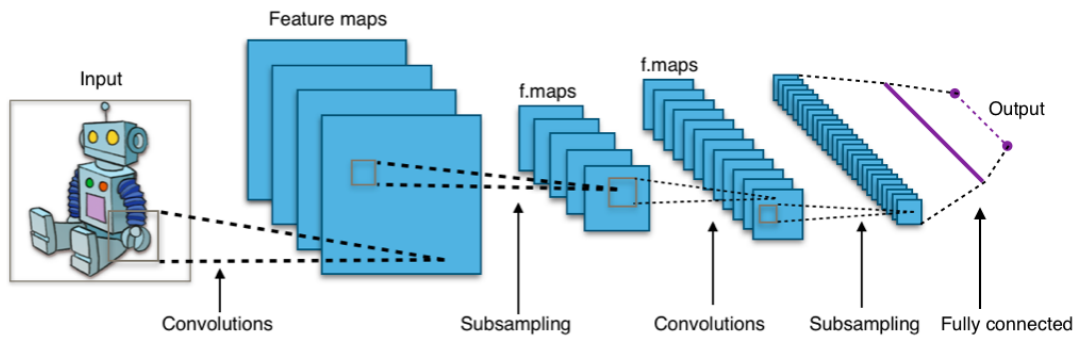 Feature maps
Input
f.maps
f.maps
Output
Convolutions
Subsampling
Convolutions
Subsampling
Fully connected